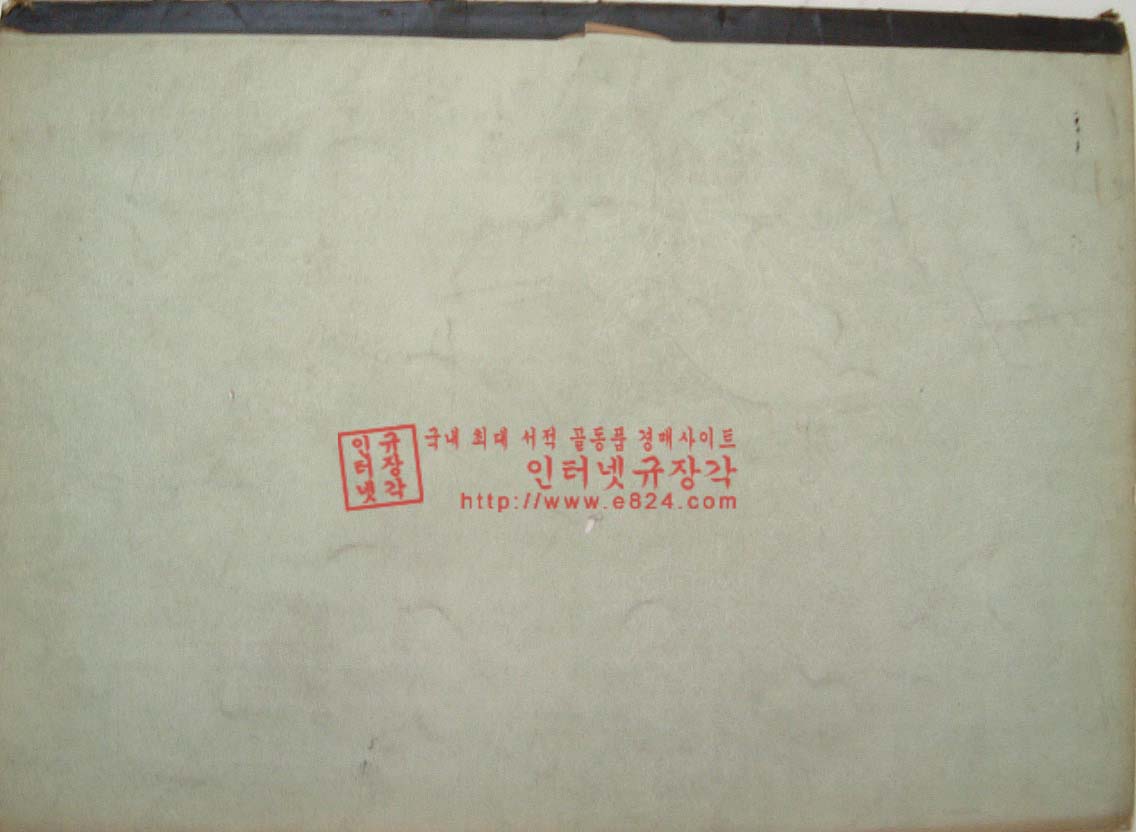 인터넷
규장각
국내 최대 서적 골동품 경매사이트
인터넷규장각
http://www.e824.com